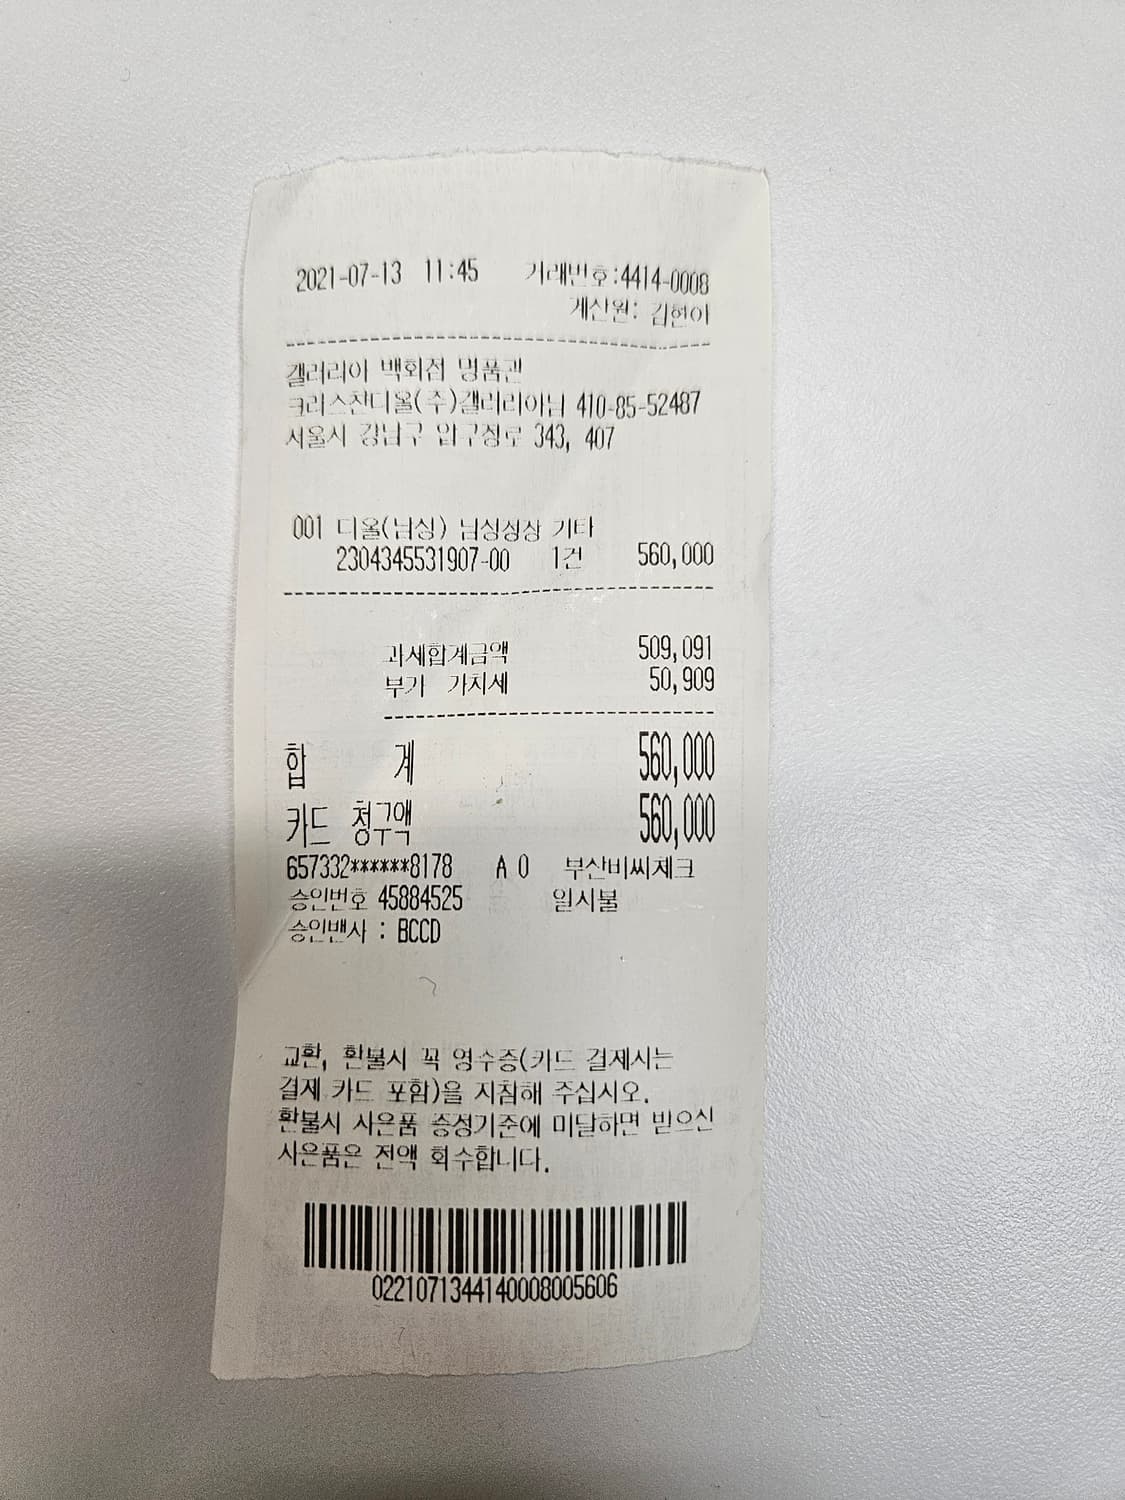 2021-07-13 11:45 거래번호:4414-0008
계산원: 김현아
갤러리아 백화점 명품관
크리스찬디올(주)갤러리아남 410-85-52487
서울시 강남구 압구정로 343, 407
001 디올(남성) 남성정상 기타
2304345531907-00 1건 560,000
과세합계금액 509,091
부가 가치세 50,909
합 계 560,000
카드 청구액 560,000
657332******8178 A 0 부산비씨체크
승인번호 45884525 일시불
승인밴사 : BCCD
교환, 환불시 꼭 영수증(카드 결제시는
결제 카드 포함)을 지참해 주십시오.
환불시 사은품 증정기준에 미달하면 받으신
사은품은 전액 회수합니다.
0221071344140008005606